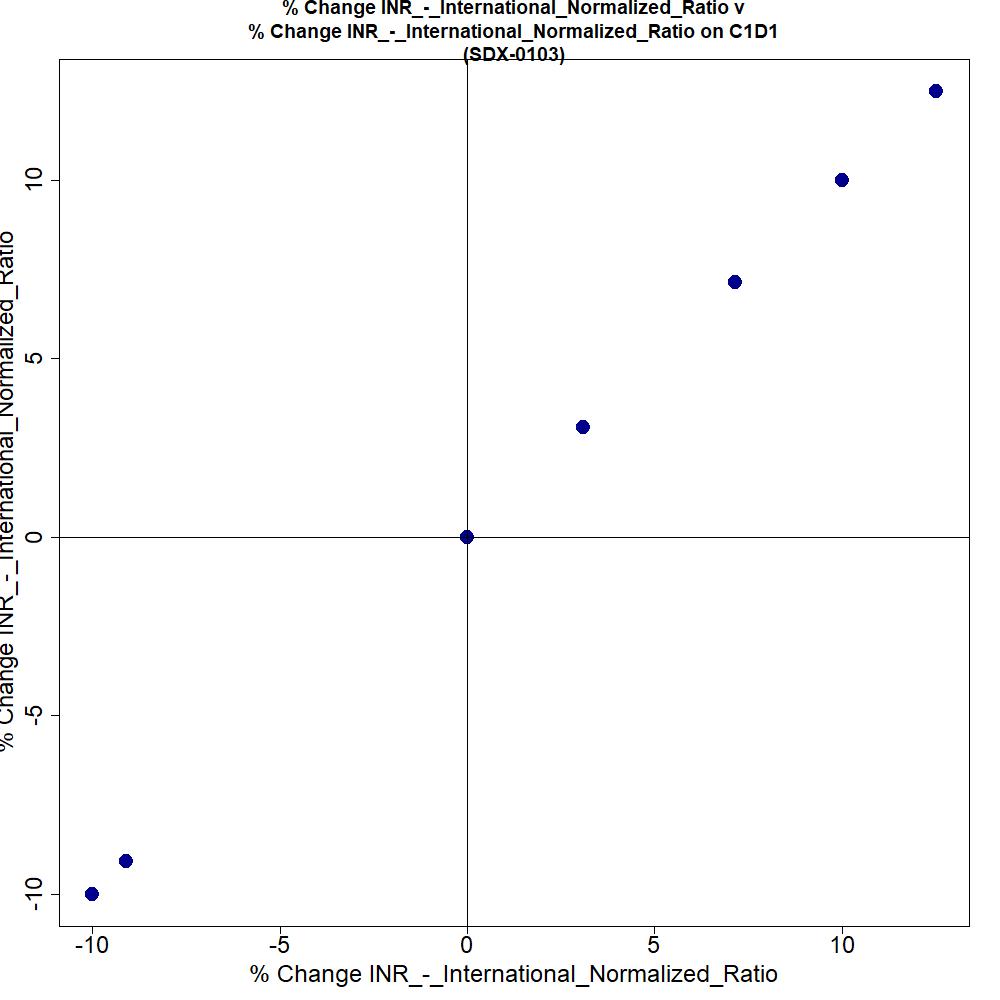 % Change INR_-_International_Normalized_Ratio v
% Change INR_-_International_Normalized_Ratio on C1D1
(SDX-0103)
% Change INR_-_International_Normalized_Ratio
10
5
0
-5
-10
-10
-5
0
5
10
% Change INR_-_International_Normalized_Ratio